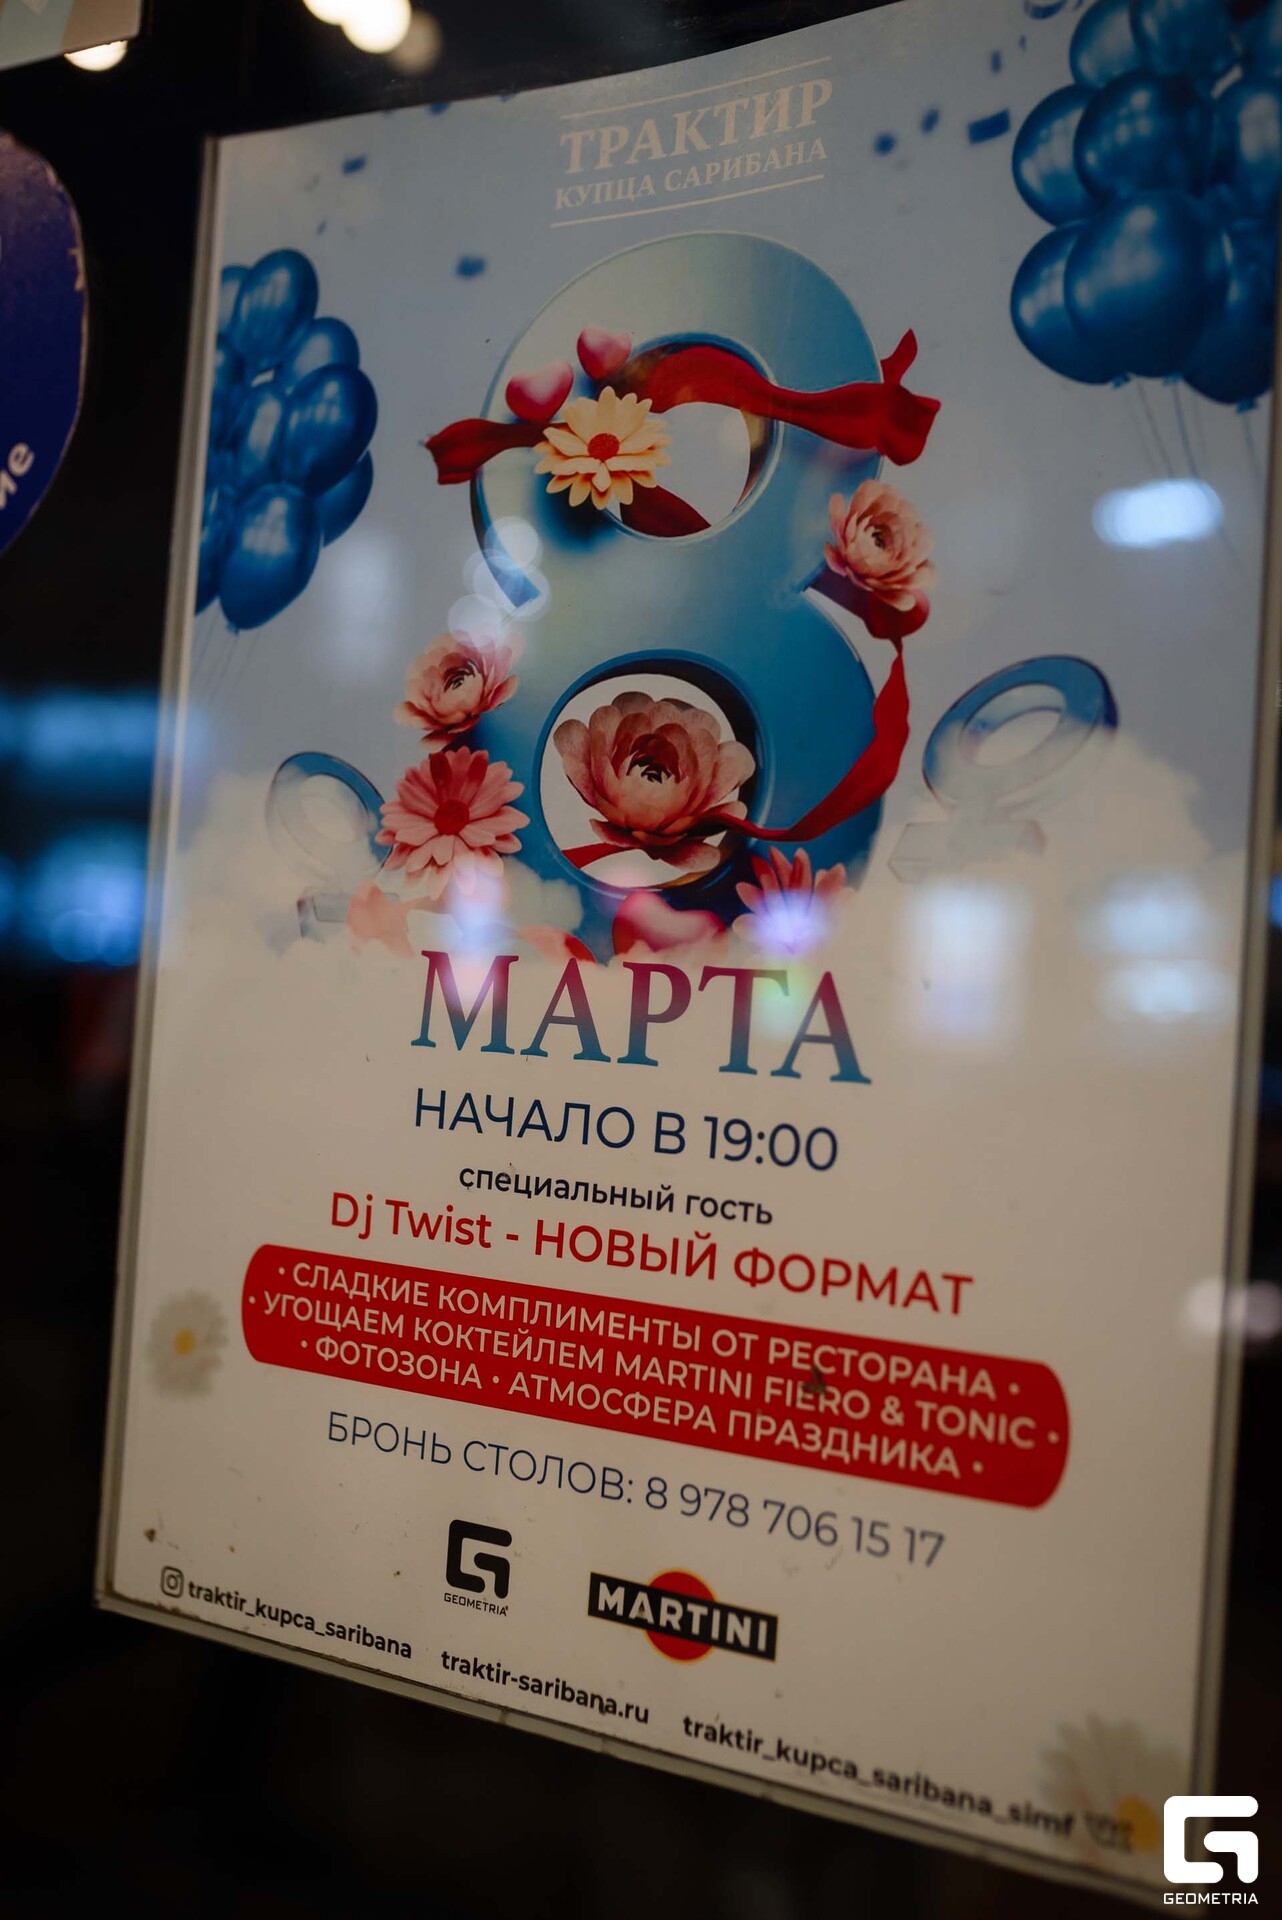 ТРАКТИР
КУПЦА САРИБАНА
8
МАРТА
НАЧАЛО В 19:00
специальный гость
Dj Twist - НОВЫЙ ФОРМАТ
• СЛАДКИЕ КОМПЛИМЕНТЫ ОТ РЕСТОРАНА •
• УГОЩАЕМ КОКТЕЙЛЕМ MARTINI FIERO & TONIC •
• ФОТОЗОНА • АТМОСФЕРА ПРАЗДНИКА •
БРОНЬ СТОЛОВ: 8 978 706 15 17
GEOMETRIA
MARTINI
traktir_kupca_saribana
traktir-saribana.ru
traktir_kupca_saribana_simf
GEOMETRIA